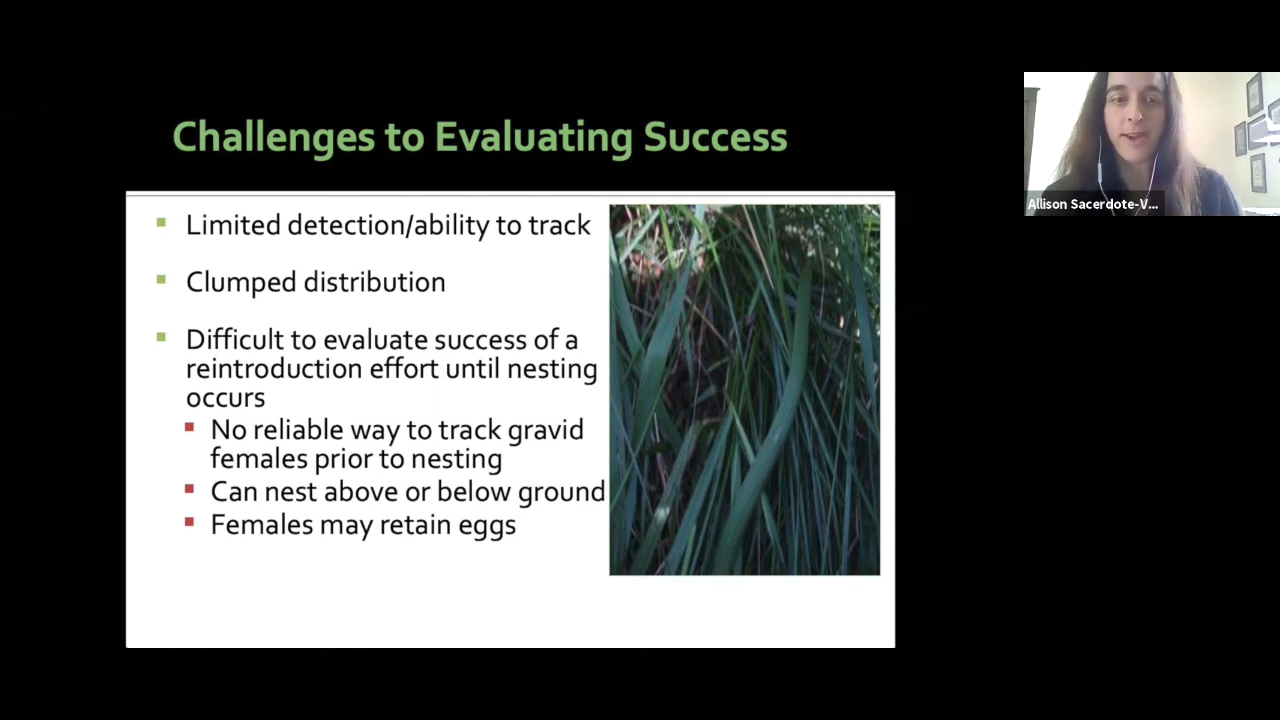 Challenges to Evaluating Success
Limited detection/ability to track
Clumped distribution
Difficult to evaluate success of a
reintroduction effort until nesting
occurs
No reliable way to track gravid
females prior to nesting
Can nest above or below ground
Females may retain eggs
Allison Sacerdote-V...